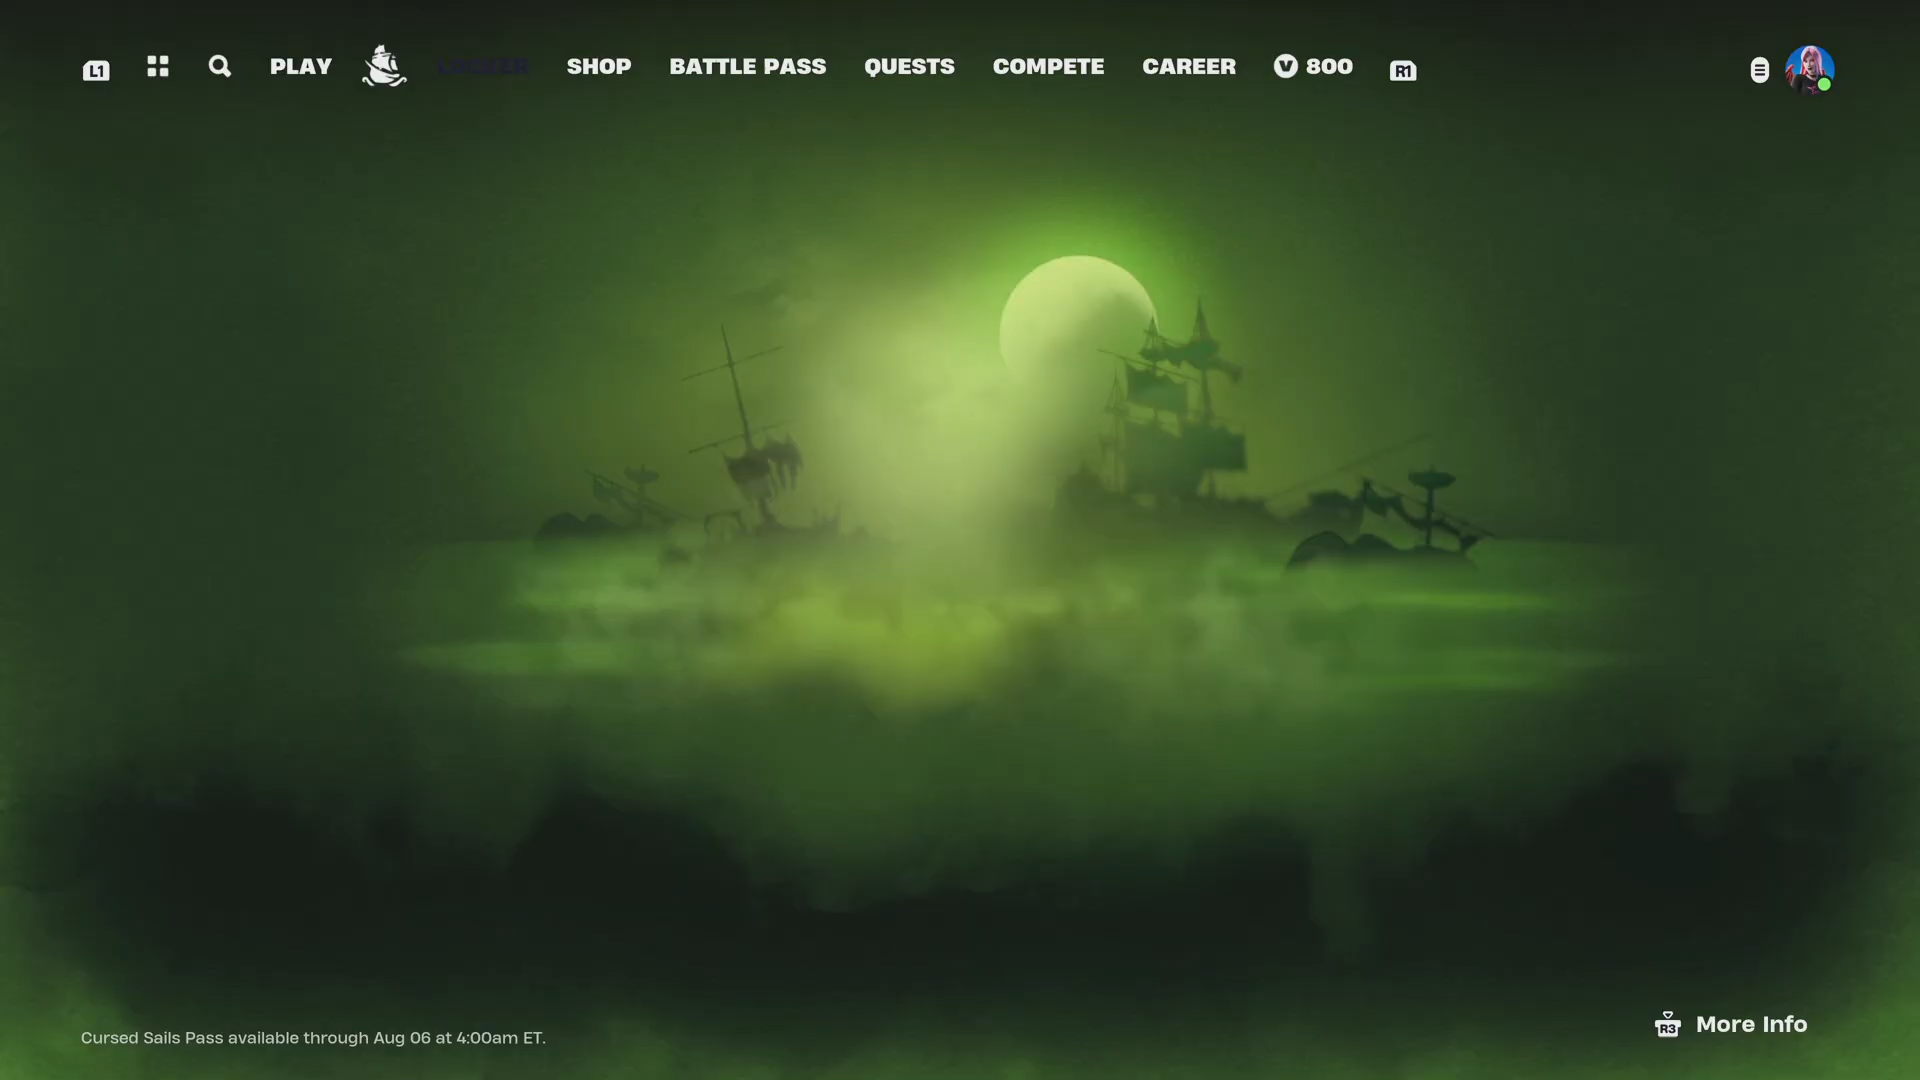 L1 PLAY LOCKER SHOP BATTLE PASS QUESTS COMPETE CAREER V 800 R1
Cursed Sails Pass available through Aug 06 at 4:00am ET.
R3 More Info